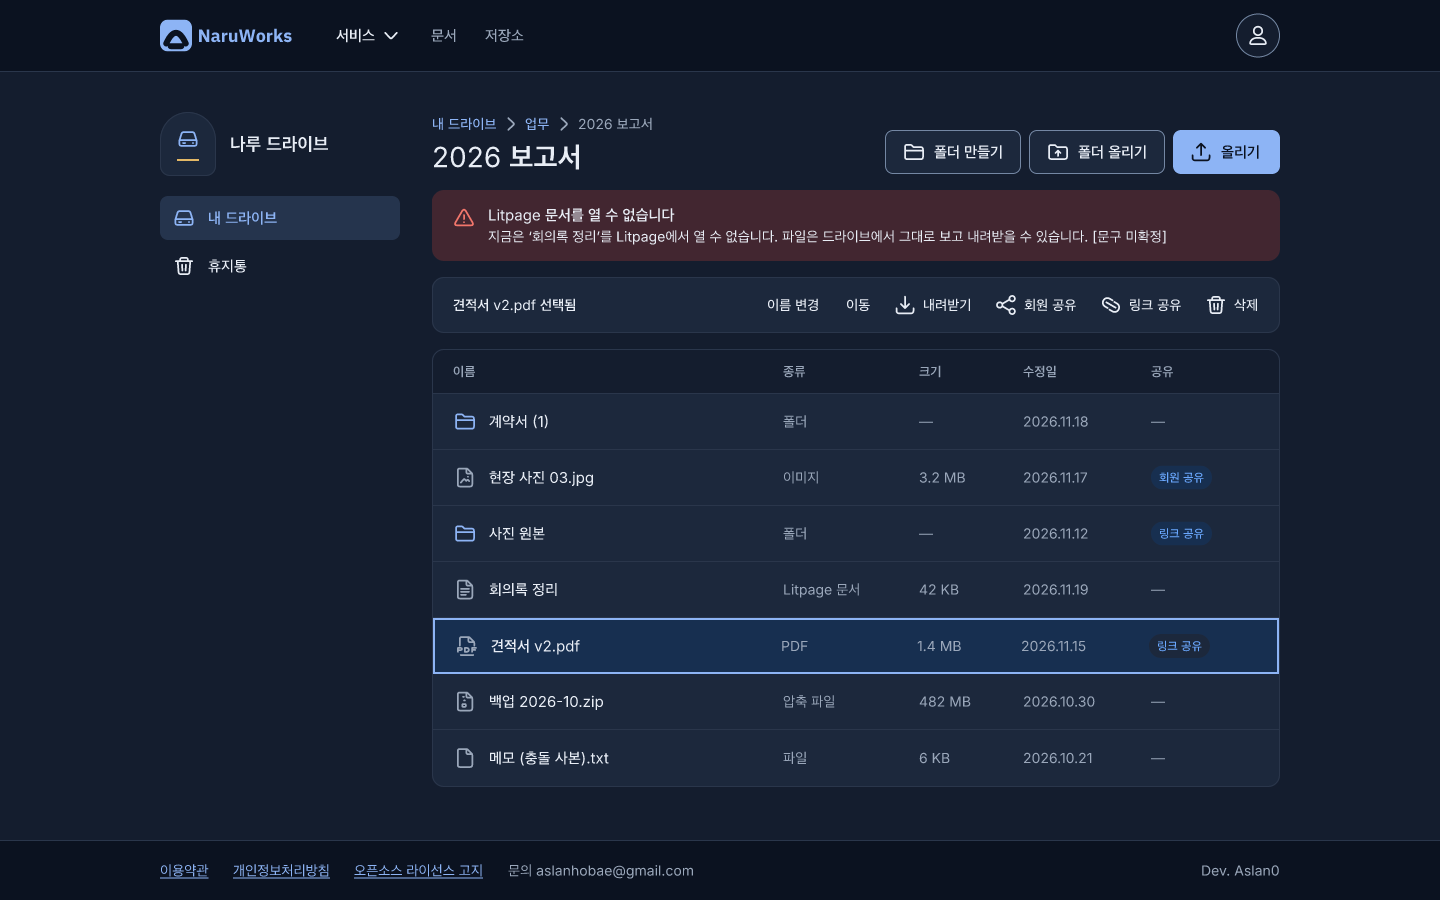 NaruWorks
서비스
문서
저장소
나루 드라이브
내 드라이브
휴지통
내 드라이브 업무 2026 보고서
2026 보고서
폴더 만들기
폴더 올리기
올리기
Litpage 문서를 열 수 없습니다
지금은 ‘회의록 정리’를 Litpage에서 열 수 없습니다. 파일은 드라이브에서 그대로 보고 내려받을 수 있습니다. [문구 미확정]
견적서 v2.pdf 선택됨 이름 변경 이동 내려받기 회원 공유 링크 공유 삭제
이름 종류 크기 수정일 공유
계약서 (1) 폴더 — 2026.11.18 —
현장 사진 03.jpg 이미지 3.2 MB 2026.11.17 회원 공유
사진 원본 폴더 — 2026.11.12 링크 공유
회의록 정리 Litpage 문서 42 KB 2026.11.19 —
PDF 견적서 v2.pdf PDF 1.4 MB 2026.11.15 링크 공유
백업 2026-10.zip 압축 파일 482 MB 2026.10.30 —
메모 (충돌 사본).txt 파일 6 KB 2026.10.21 —
이용약관 개인정보처리방침 오픈소스 라이선스 고지 문의 aslanhobae@gmail.com Dev. Aslan0